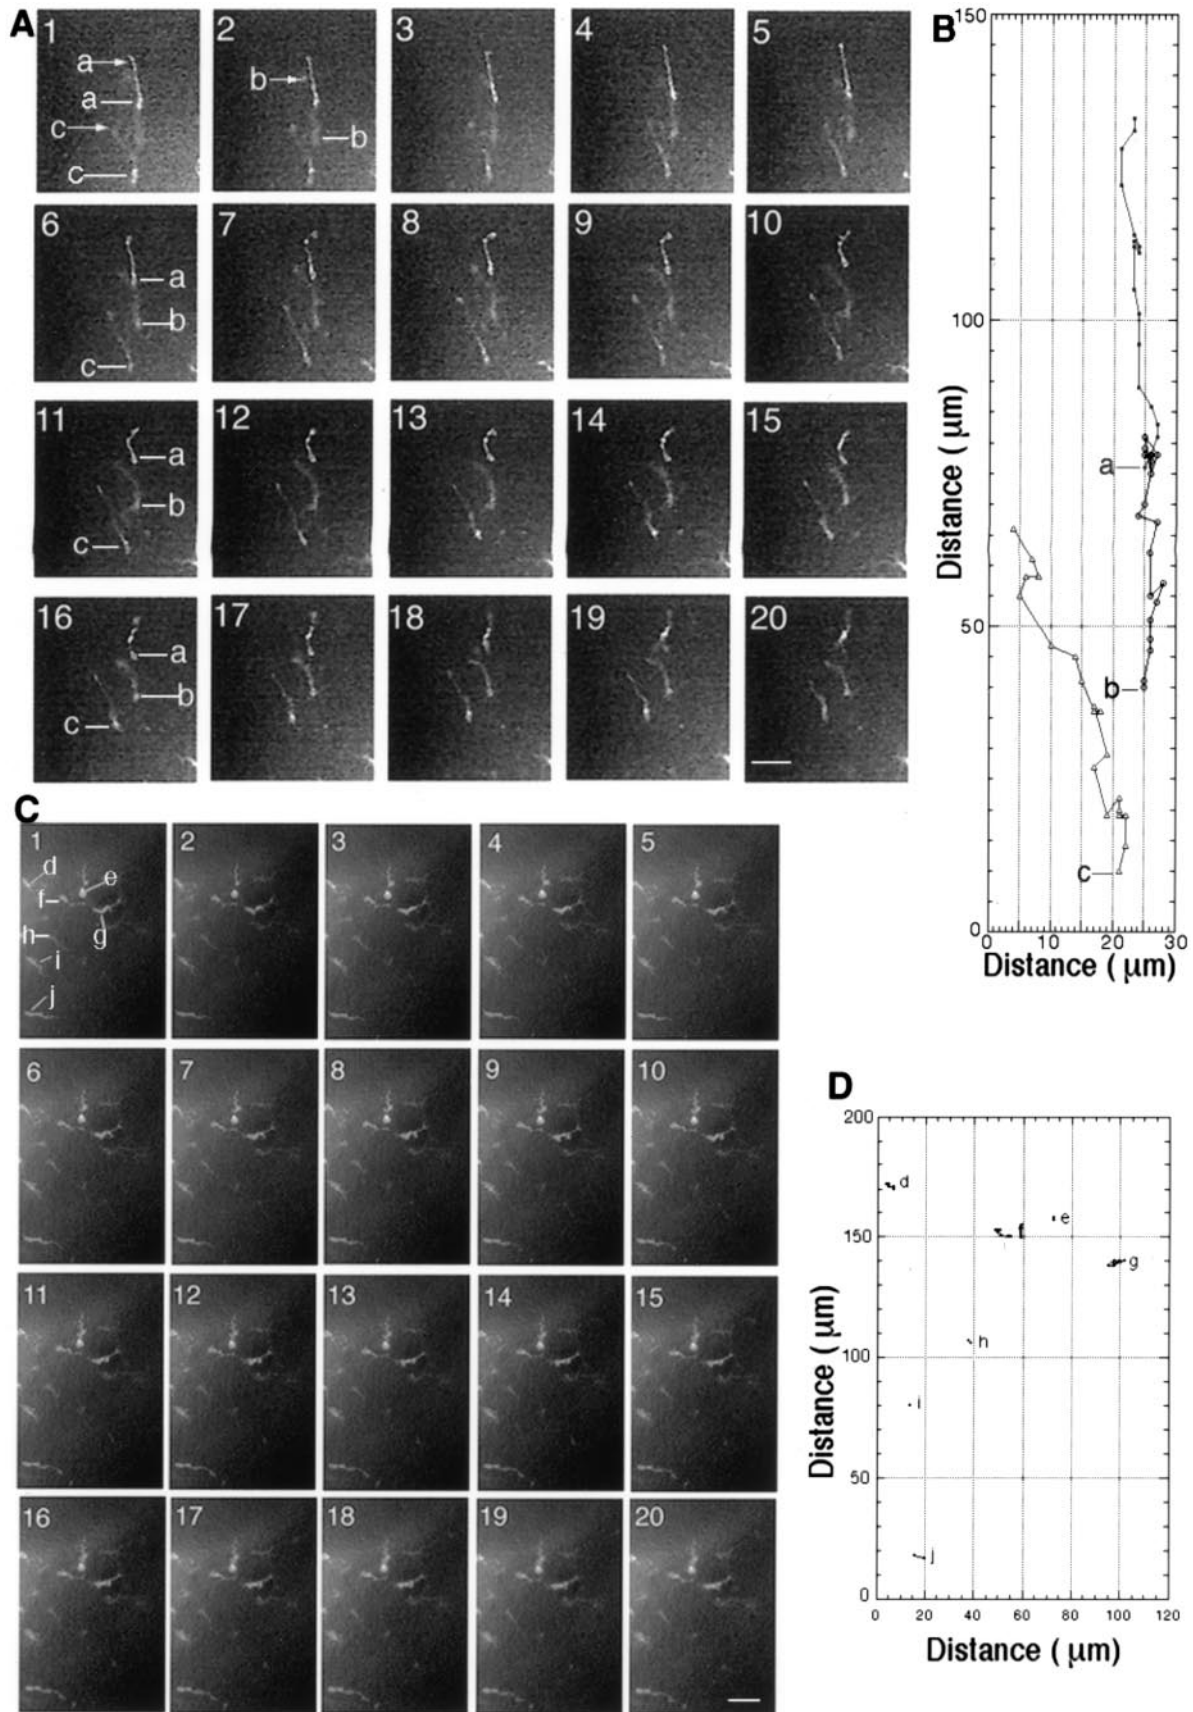 A
1 2 3 4 5
a b
a
c b
c
6 7 8 9 10
a
b
c
11 12 13 14 15
a
b
c
16 17 18 19 20
a
b
c
B
150
100
50
0
a
b
c
Distance ( μm)
0 10 20 30
Distance ( μm)
C
1 2 3 4 5
d
e
f
g
h
i
j
6 7 8 9 10
11 12 13 14 15
16 17 18 19 20
D
200
150
100
50
0
d
e
f
g
h
i
j
Distance ( μm)
0 20 40 60 80 100 120
Distance ( μm)